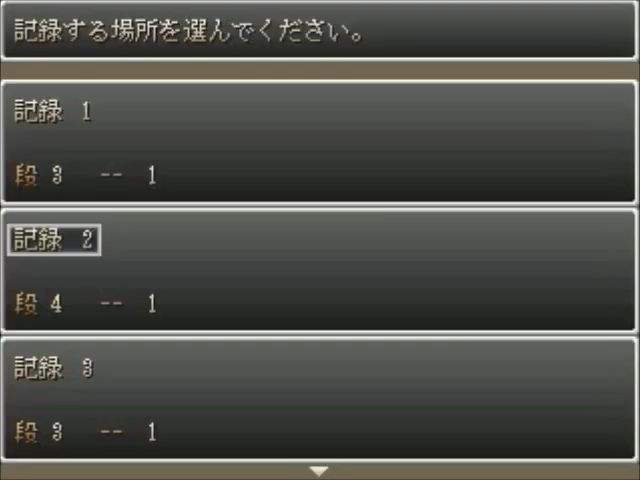 記録する場所を選んでください。
記録 1
段 3 -- 1
記録 2
段 4 -- 1
記録 3
段 3 -- 1